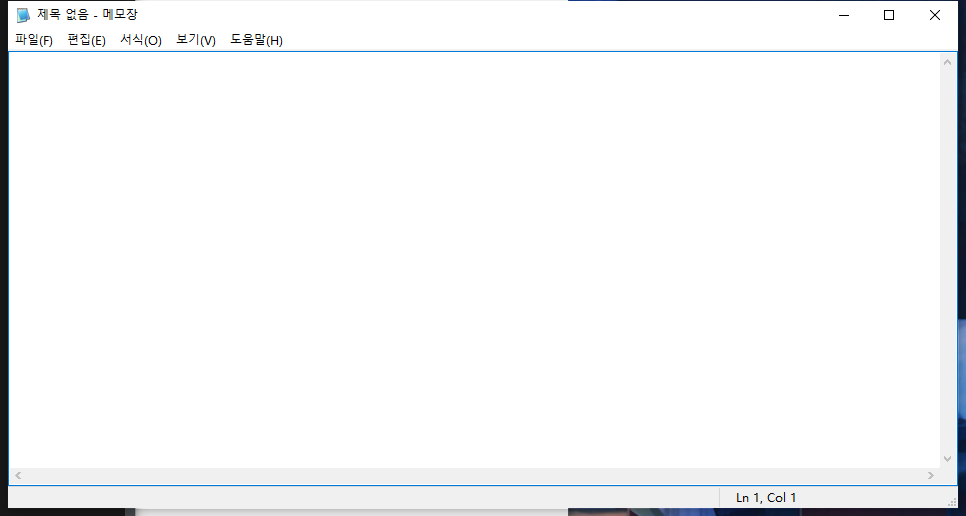 제목 없음 - 메모장
파일(F) 편집(E) 서식(O) 보기(V) 도움말(H)
Ln 1, Col 1